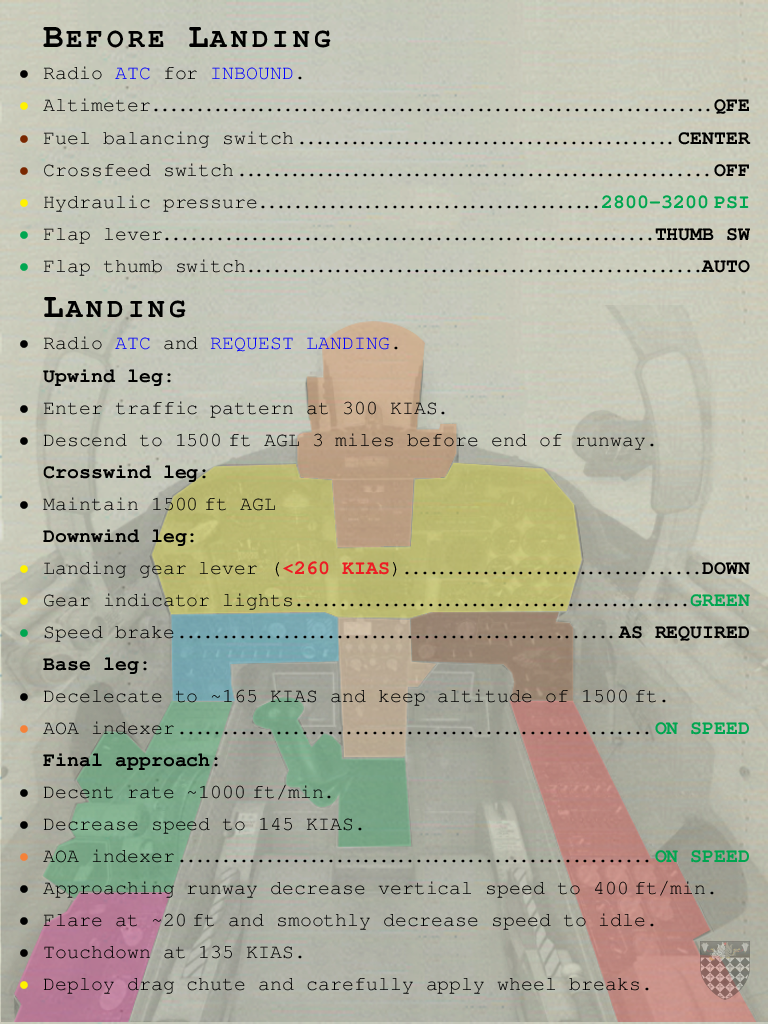 BEFORE LANDING
• Radio ATC for INBOUND.
• Altimeter......................................................QFE
• Fuel balancing switch..........................................CENTER
• Crossfeed switch...............................................OFF
• Hydraulic pressure.............................................2800–3200 PSI
• Flap lever.....................................................THUMB SW
• Flap thumb switch..............................................AUTO
LANDING
• Radio ATC and REQUEST LANDING.
Upwind leg:
• Enter traffic pattern at 300 KIAS.
• Descend to 1500 ft AGL 3 miles before end of runway.
Crosswind leg:
• Maintain 1500 ft AGL
Downwind leg:
• Landing gear lever (<260 KIAS).................................DOWN
• Gear indicator lights..........................................GREEN
• Speed brake....................................................AS REQUIRED
Base leg:
• Decelecate to ~165 KIAS and keep altitude of 1500 ft.
• AOA indexer....................................................ON SPEED
Final approach:
• Decent rate ~1000 ft/min.
• Decrease speed to 145 KIAS.
• AOA indexer....................................................ON SPEED
• Approaching runway decrease vertical speed to 400 ft/min.
• Flare at ~20 ft and smoothly decrease speed to idle.
• Touchdown at 135 KIAS.
• Deploy drag chute and carefully apply wheel breaks.